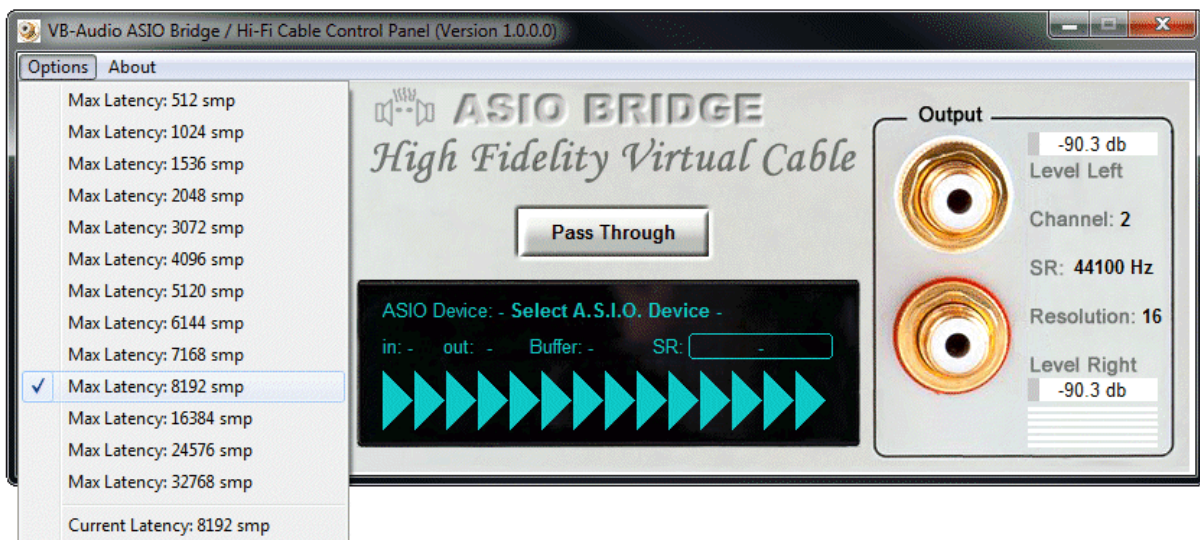 VB-Audio ASIO Bridge / Hi-Fi Cable Control Panel (Version 1.0.0.0)
Options About
Max Latency: 512 smp
Max Latency: 1024 smp
Max Latency: 1536 smp
Max Latency: 2048 smp
Max Latency: 3072 smp
Max Latency: 4096 smp
Max Latency: 5120 smp
Max Latency: 6144 smp
Max Latency: 7168 smp
Max Latency: 8192 smp
Max Latency: 16384 smp
Max Latency: 24576 smp
Max Latency: 32768 smp
Current Latency: 8192 smp
ASIO BRIDGE
High Fidelity Virtual Cable
Pass Through
ASIO Device: - Select A.S.I.O. Device -
in: - out: - Buffer: - SR: -
Output
-90.3 db
Level Left
Channel: 2
SR: 44100 Hz
Resolution: 16
Level Right
-90.3 db